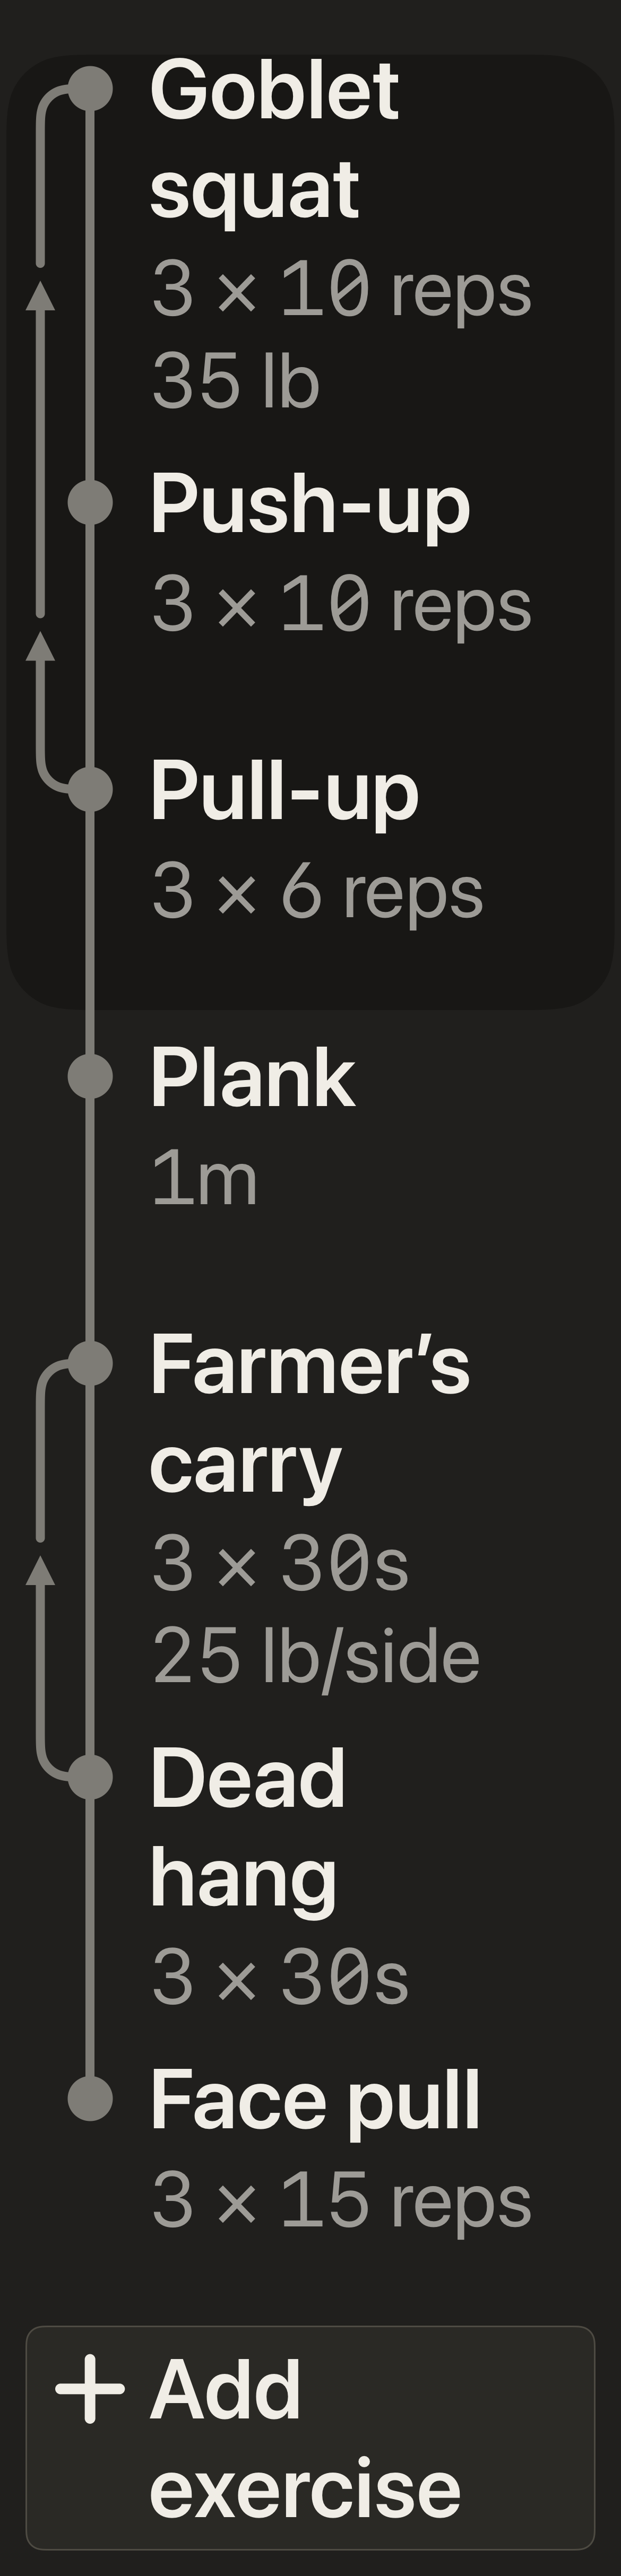 Goblet
squat
3 × 10 reps
35 lb
Push-up
3 × 10 reps
Pull-up
3 × 6 reps
Plank
1m
Farmer’s
carry
3 × 30s
25 lb/side
Dead
hang
3 × 30s
Face pull
3 × 15 reps
Add
exercise